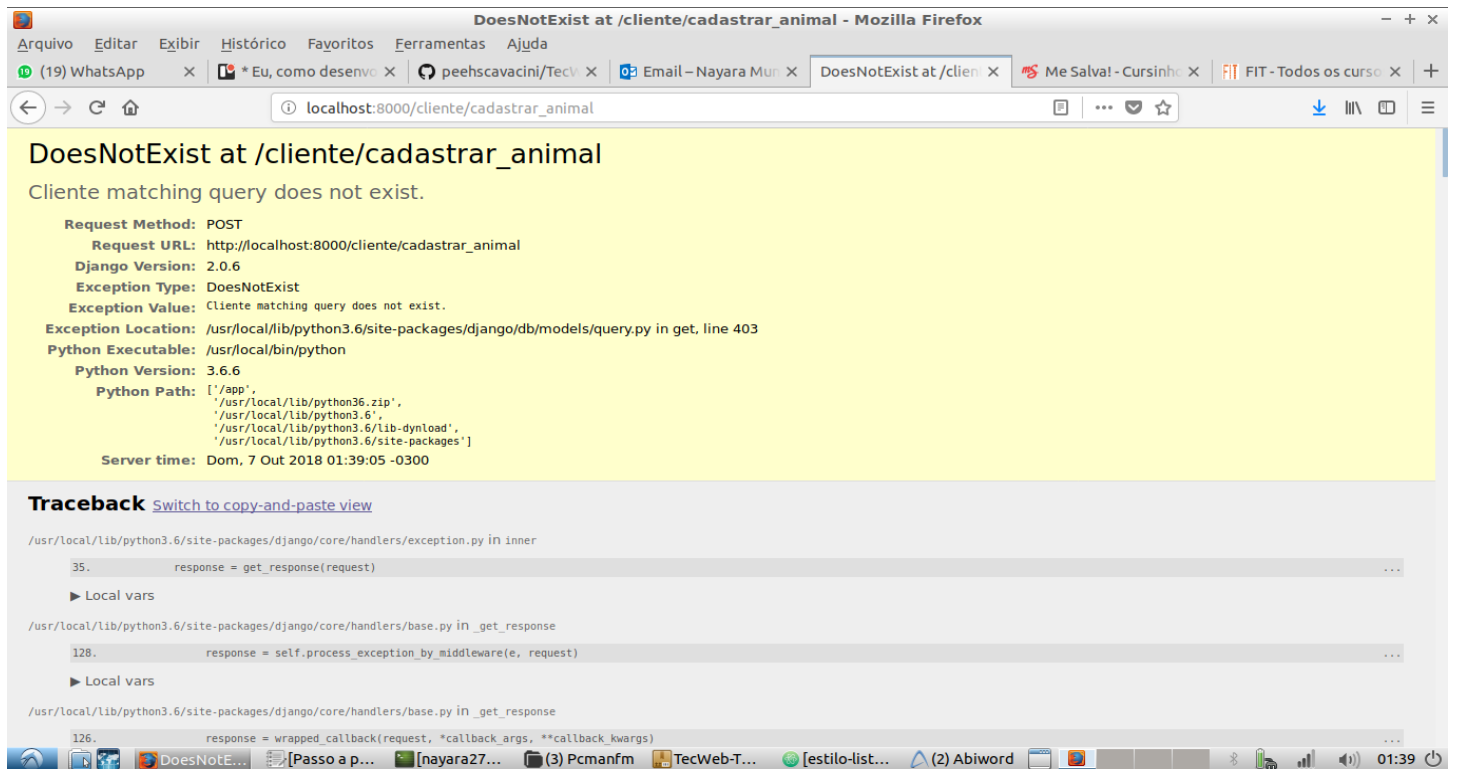 DoesNotExist at /cliente/cadastrar_animal - Mozilla Firefox
Arquivo Editar Exibir Histórico Favoritos Ferramentas Ajuda
(19) WhatsApp * Eu, como desenvo peehscavacini/TecW Email – Nayara Mun DoesNotExist at /clien Me Salva! - Cursinho FIT - Todos os curso
localhost:8000/cliente/cadastrar_animal
DoesNotExist at /cliente/cadastrar_animal
Cliente matching query does not exist.
Request Method: POST
Request URL: http://localhost:8000/cliente/cadastrar_animal
Django Version: 2.0.6
Exception Type: DoesNotExist
Exception Value: Cliente matching query does not exist.
Exception Location: /usr/local/lib/python3.6/site-packages/django/db/models/query.py in get, line 403
Python Executable: /usr/local/bin/python
Python Version: 3.6.6
Python Path: ['/app',
'/usr/local/lib/python36.zip',
'/usr/local/lib/python3.6',
'/usr/local/lib/python3.6/lib-dynload',
'/usr/local/lib/python3.6/site-packages']
Server time: Dom, 7 Out 2018 01:39:05 -0300
Traceback Switch to copy-and-paste view
/usr/local/lib/python3.6/site-packages/django/core/handlers/exception.py in inner
35. response = get_response(request) ...
▶ Local vars
/usr/local/lib/python3.6/site-packages/django/core/handlers/base.py in _get_response
128. response = self.process_exception_by_middleware(e, request) ...
▶ Local vars
/usr/local/lib/python3.6/site-packages/django/core/handlers/base.py in _get_response
126. response = wrapped_callback(request, *callback_args, **callback_kwargs) ...
DoesNotE... [Passo a p... [nayara27... (3) Pcmanfm TecWeb-T... [estilo-list... (2) Abiword 01:39